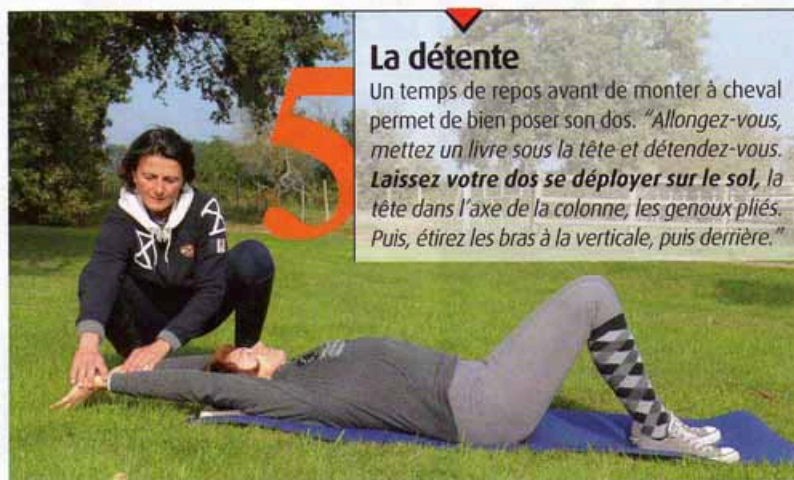 5
La détente
Un temps de repos avant de monter à cheval
permet de bien poser son dos. “Allongez-vous,
mettez un livre sous la tête et détendez-vous.
Laissez votre dos se déployer sur le sol, la
tête dans l’axe de la colonne, les genoux pliés.
Puis, étirez les bras à la verticale, puis derrière.”